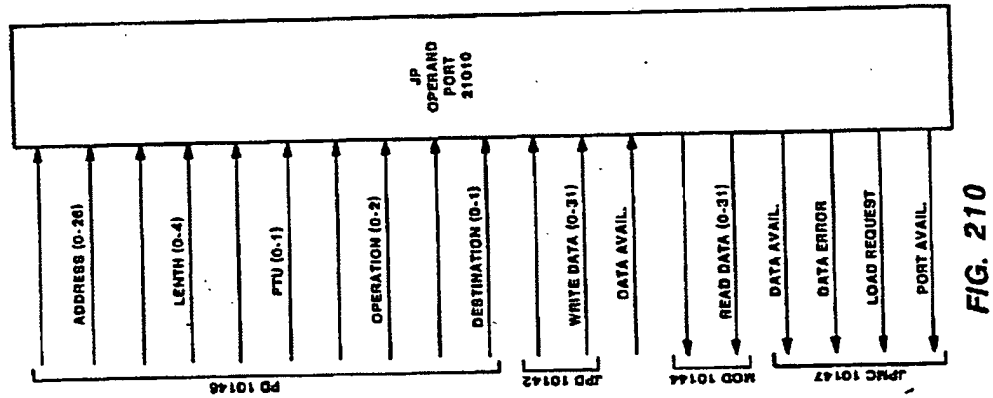 JP
OPERAND
PORT
21010
ADDRESS (0-26)
LENTH (0-4)
FTU (0-1)
OPERATION (0-2)
DESTINATION (0-1)
WRITE DATA (0-31)
DATA AVAIL.
READ DATA (0-31)
DATA AVAIL.
DATA ERROR
LOAD REQUEST
PORT AVAIL.
PD 10146
JPD 10142
MOD 10144
JPMC 10147
FIG. 210